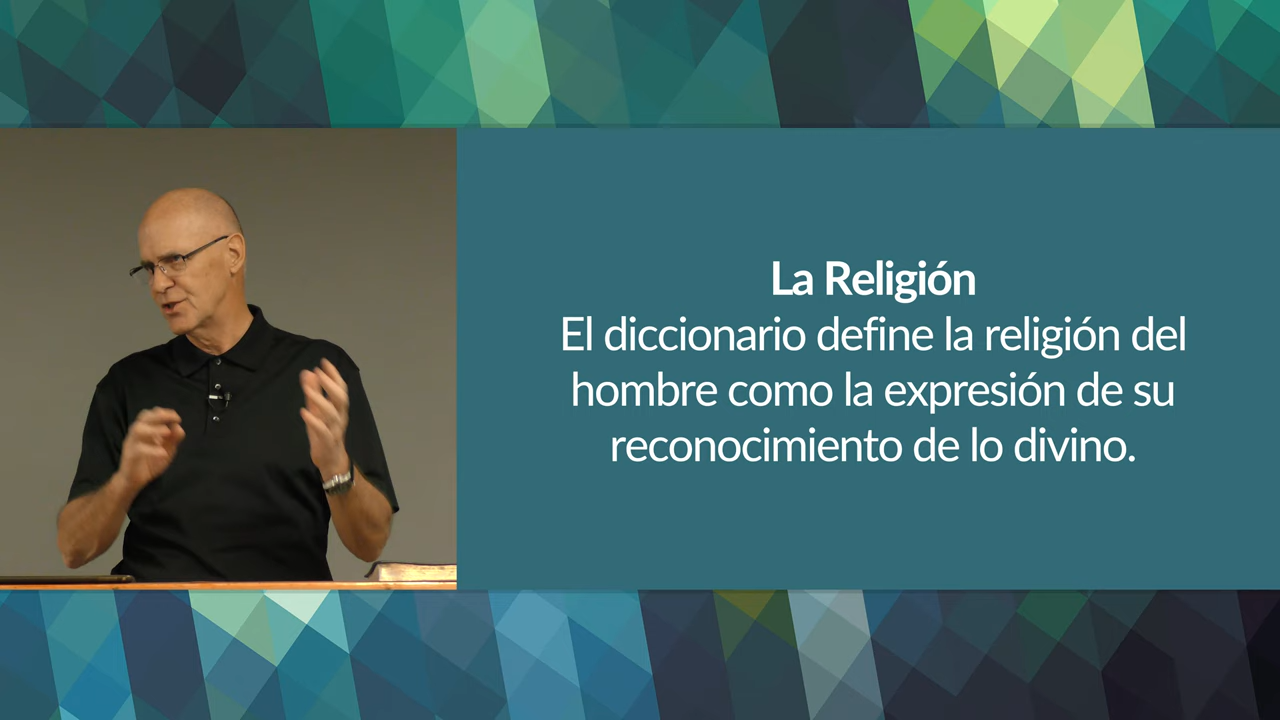 La Religión
El diccionario define la religión del
hombre como la expresión de su
reconocimiento de lo divino.